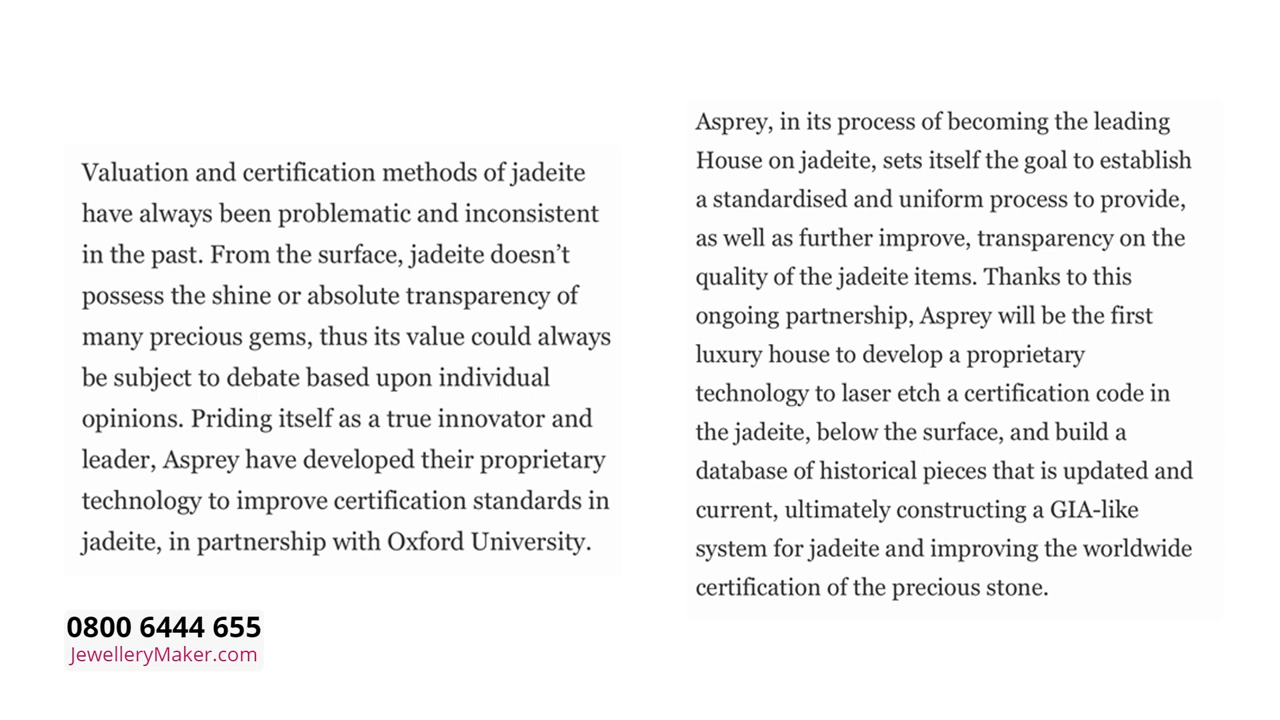 Valuation and certification methods of jadeite
have always been problematic and inconsistent
in the past. From the surface, jadeite doesn’t
possess the shine or absolute transparency of
many precious gems, thus its value could always
be subject to debate based upon individual
opinions. Priding itself as a true innovator and
leader, Asprey have developed their proprietary
technology to improve certification standards in
jadeite, in partnership with Oxford University.
Asprey, in its process of becoming the leading
House on jadeite, sets itself the goal to establish
a standardised and uniform process to provide,
as well as further improve, transparency on the
quality of the jadeite items. Thanks to this
ongoing partnership, Asprey will be the first
luxury house to develop a proprietary
technology to laser etch a certification code in
the jadeite, below the surface, and build a
database of historical pieces that is updated and
current, ultimately constructing a GIA-like
system for jadeite and improving the worldwide
certification of the precious stone.
0800 6444 655
JewelleryMaker.com